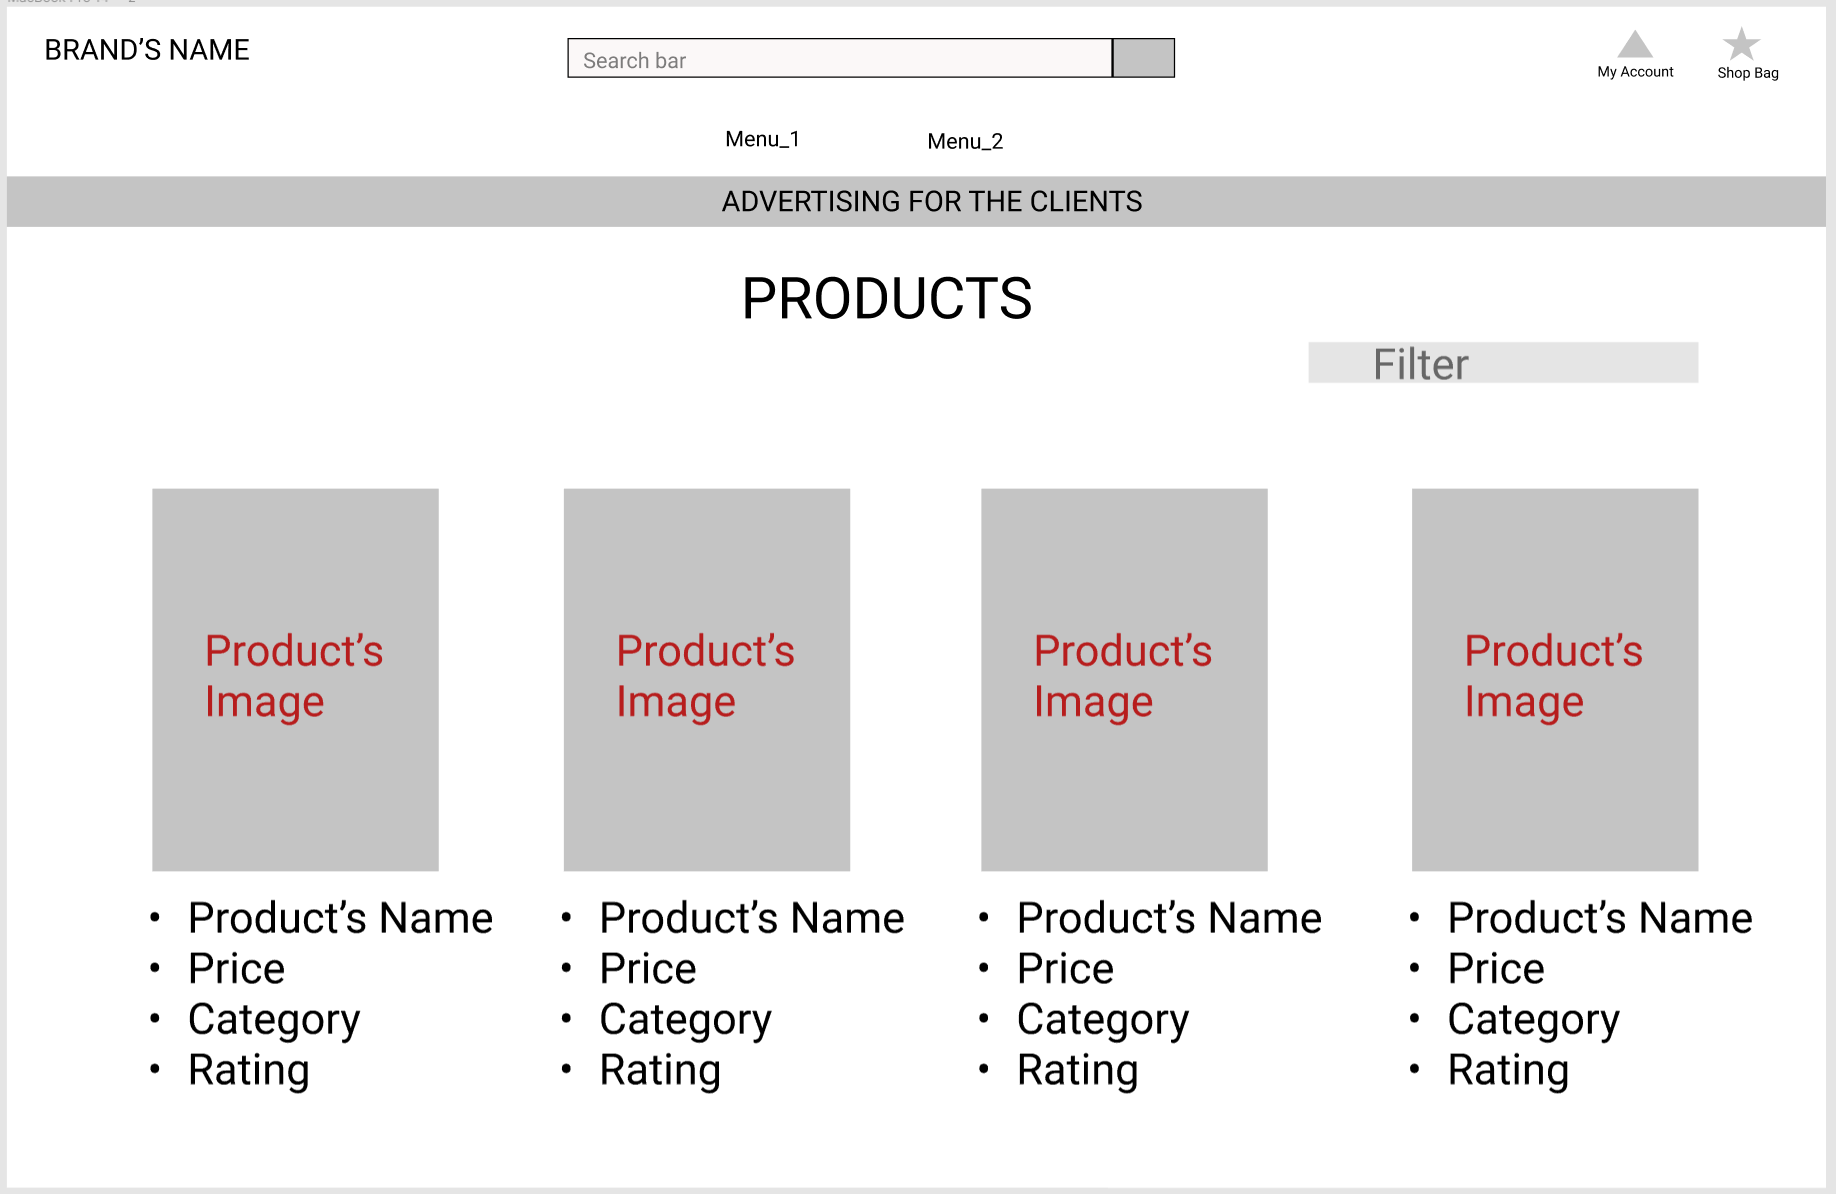 BRAND’S NAME
Search bar
My Account
Shop Bag
Menu_1
Menu_2
ADVERTISING FOR THE CLIENTS
PRODUCTS
Filter
Product’s
Image
Product’s
Image
Product’s
Image
Product’s
Image
• Product’s Name
• Price
• Category
• Rating
• Product’s Name
• Price
• Category
• Rating
• Product’s Name
• Price
• Category
• Rating
• Product’s Name
• Price
• Category
• Rating